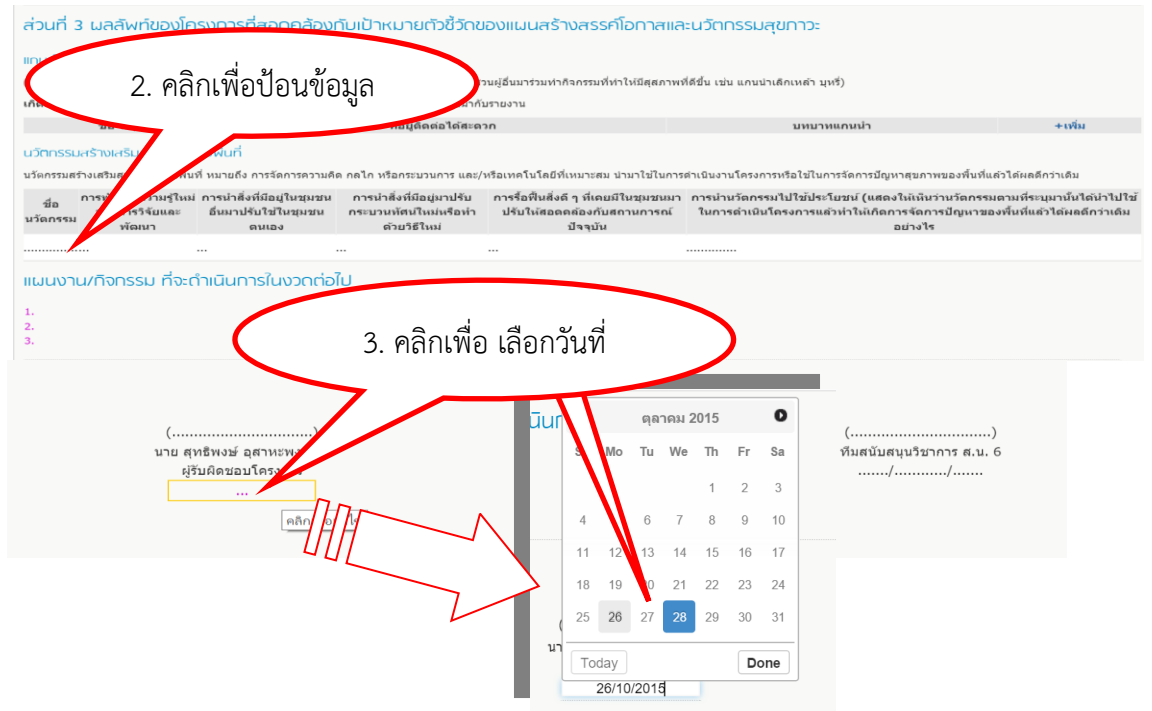 ส่วนที่ 3 ผลลัพท์ของโครงการที่สอดคล้องกับเป้าหมายตัวชี้วัดของแผนสร้างสรรค์โอกาสและนวัตกรรมสุขภาวะ
2. คลิกเพื่อป้อนข้อมูล
วนผู้อื่นมาร่วมทำกิจกรรมที่ทำให้มีสุสภาพที่ดีขึ้น เช่น แกนนำเลิกเหล้า บุหรี่)
กับรายงาน
ที่อยู่ติดต่อได้สะดวก บทบาทแกนนำ +เพิ่ม
นวัตกรรมสร้างเสริม พื้นที่
นวัตกรรมสร้างเสริม ที่ หมายถึง การจัดการความคิด กลไก หรือกระบวนการ และ/หรือเทคโนโลยีที่เหมาะสม นำมาใช้ในการดำเนินงานโครงการหรือใช้ในการจัดการปัญหาสุขภาพของพื้นที่แล้วได้ผลดีกว่าเดิม
ชื่อนวัตกรรม
วามรู้ใหม่ ารวิจัยและพัฒนา
การนำสิ่งที่มีอยู่ในชุมชนอื่นมาปรับใช้ในชุมชนตนเอง
การนำสิ่งที่มีอยู่มาปรับกระบวนทัศน์ใหม่หรือทำด้วยวิธีใหม่
การรื้อฟื้นสิ่งดี ๆ ที่เคยมีในชุมชนมาปรับให้สอดคล้องกับสถานการณ์ปัจจุบัน
การนำนวัตกรรมไปใช้ประโยชน์ (แสดงให้เห็นว่านวัตกรรมตามที่ระบุมานั้นได้นำไปใช้ในการดำเนินโครงการแล้วทำให้เกิดการจัดการปัญหาของพื้นที่แล้วได้ผลดีกว่าเดิมอย่างไร
.................. ... ... ... .............
แผนงาน/กิจกรรม ที่จะดำเนินการในงวดต่อไป
1.
2.
3.
3. คลิกเพื่อ เลือกวันที่
(..............................)
นาย สุทธิพงษ์ อุสาหะพง
ผู้รับผิดชอบโครง
...
คลิก
ตุลาคม 2015
S Mo Tu We Th Fr Sa
1 2 3
4 6 7 8 9 10
11 12 13 14 15 16 17
18 19 20 21 22 23 24
25 26 27 28 29 30 31
Today Done
นา
26/10/2015
(..............................)
ทีมสนับสนุนวิชาการ ส.น. 6
......./.........../.......